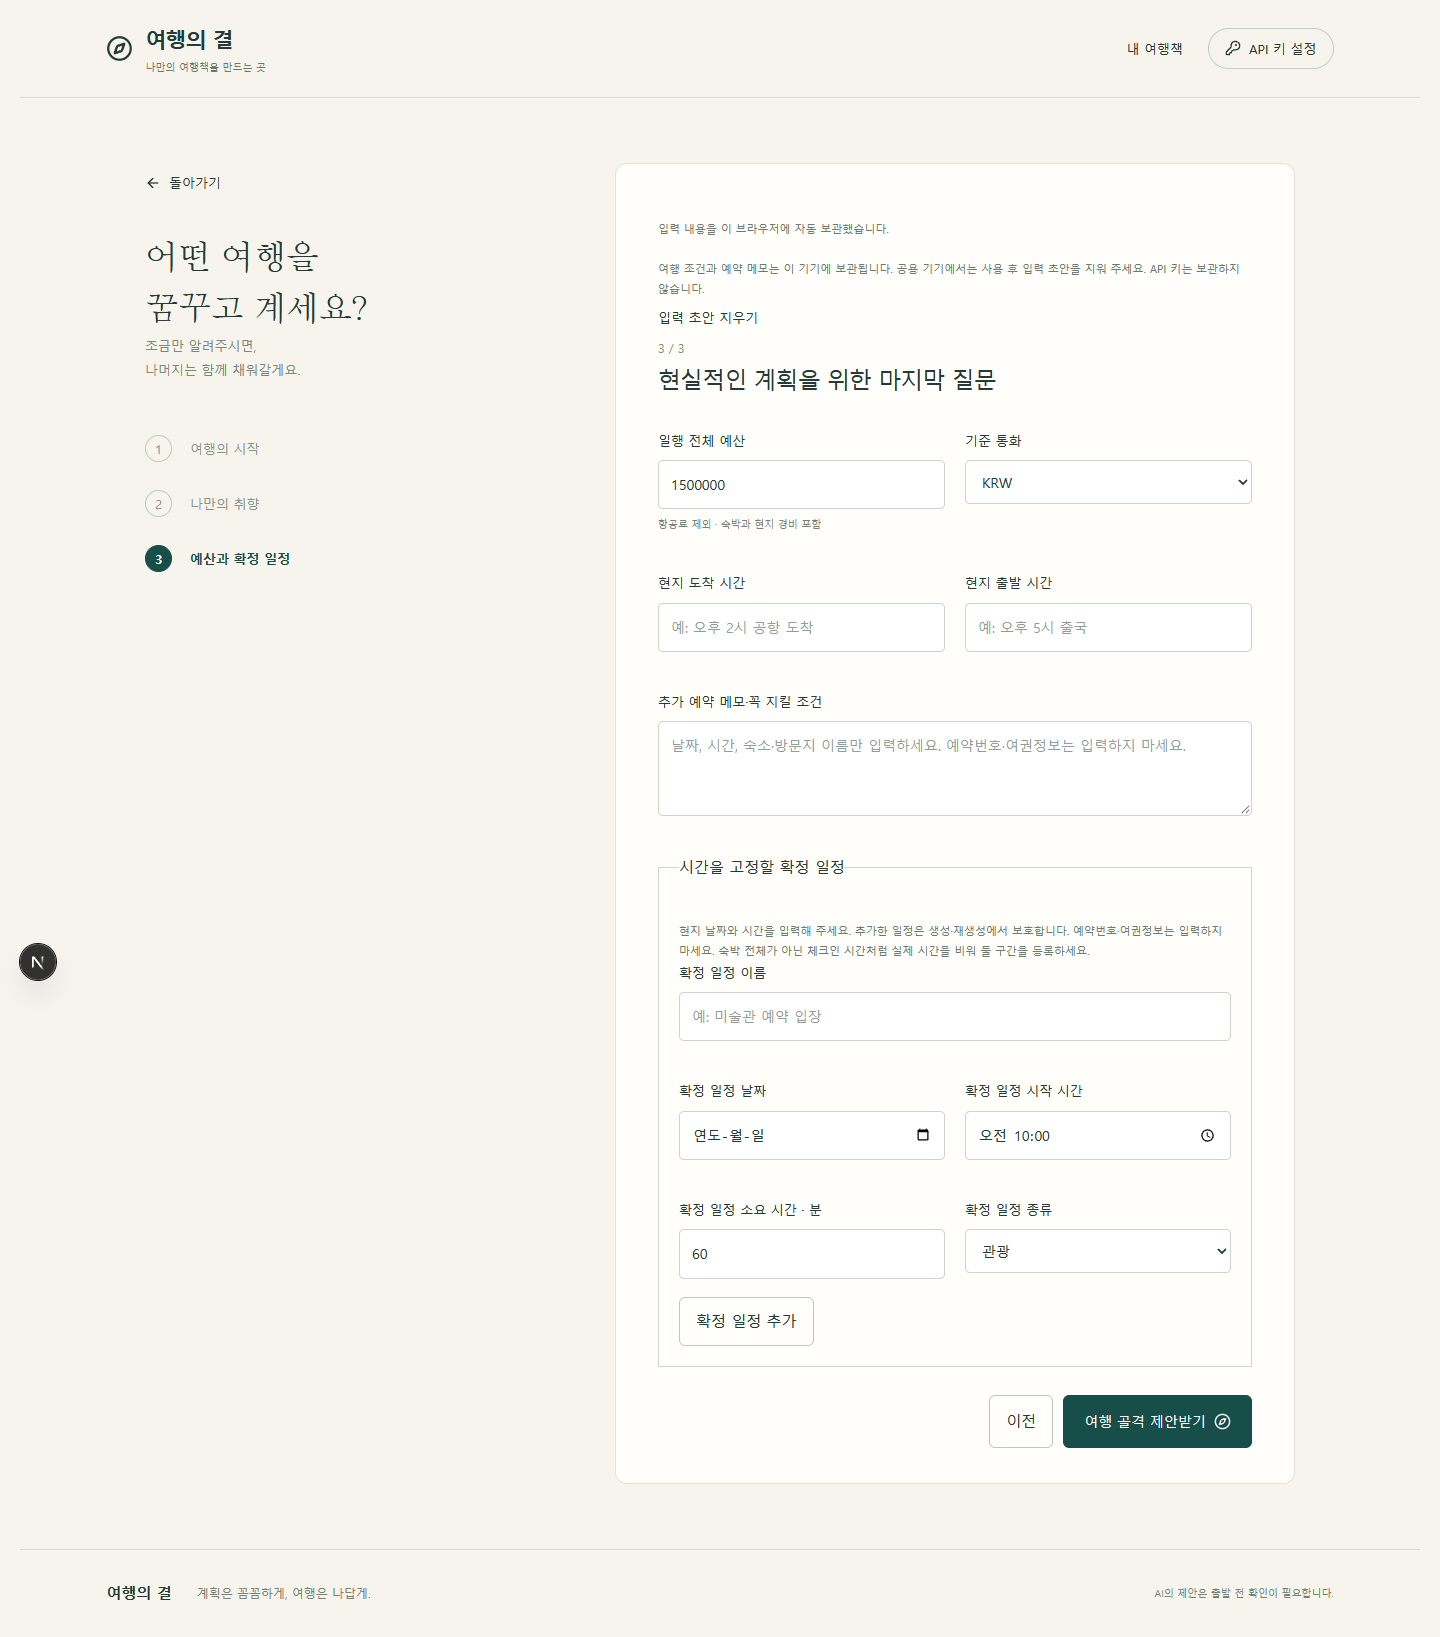 여행의 결
나만의 여행책을 만드는 곳
내 여행책
API 키 설정
돌아가기
어떤 여행을
꿈꾸고 계세요?
조금만 알려주시면,
나머지는 함께 채워갈게요.
1 여행의 시작
2 나만의 취향
3 예산과 확정 일정
입력 내용을 이 브라우저에 자동 보관했습니다.
여행 조건과 예약 메모는 이 기기에 보관됩니다. 공용 기기에서는 사용 후 입력 초안을 지워 주세요. API 키는 보관하지
않습니다.
입력 초안 지우기
3 / 3
현실적인 계획을 위한 마지막 질문
일행 전체 예산
기준 통화
1500000
KRW
항공료 제외 · 숙박과 현지 경비 포함
현지 도착 시간
현지 출발 시간
예: 오후 2시 공항 도착
예: 오후 5시 출국
추가 예약 메모·꼭 지킬 조건
날짜, 시간, 숙소·방문지 이름만 입력하세요. 예약번호·여권정보는 입력하지 마세요.
시간을 고정할 확정 일정
현지 날짜와 시간을 입력해 주세요. 추가한 일정은 생성·재생성에서 보호합니다. 예약번호·여권정보는 입력하지
마세요. 숙박 전체가 아닌 체크인 시간처럼 실제 시간을 비워 둘 구간을 등록하세요.
확정 일정 이름
예: 미술관 예약 입장
확정 일정 날짜
확정 일정 시작 시간
연도-월-일
오전 10:00
확정 일정 소요 시간 · 분
확정 일정 종류
60
관광
확정 일정 추가
이전
여행 골격 제안받기
N
여행의 결
계획은 꼼꼼하게, 여행은 나답게.
AI의 제안은 출발 전 확인이 필요합니다.